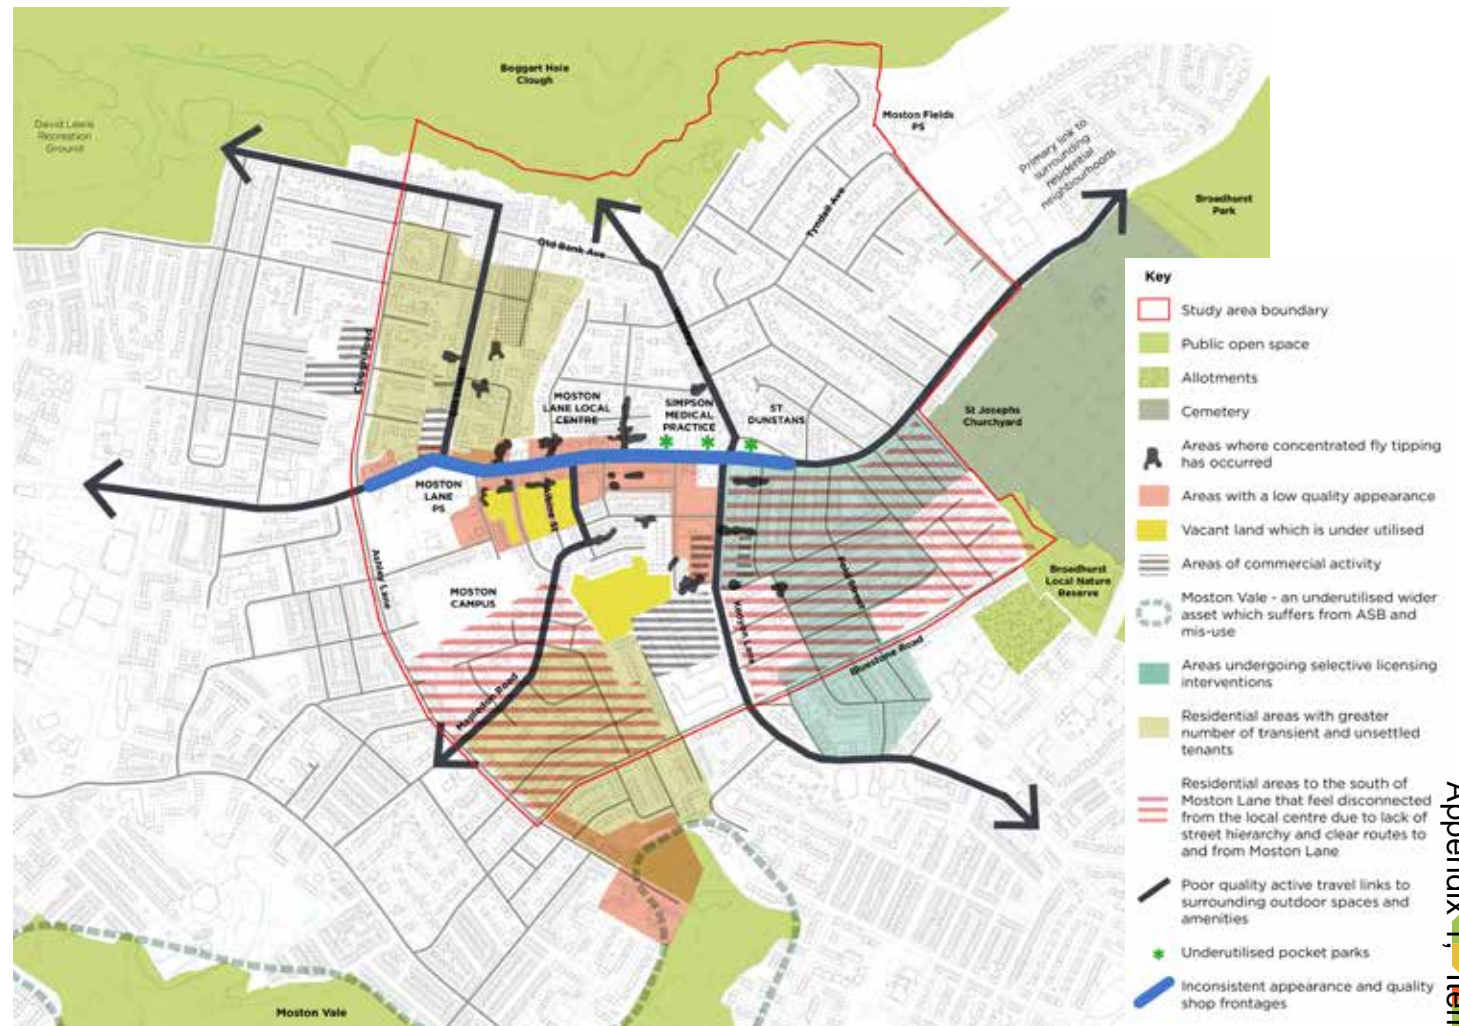 Boggart Hole
Clough
David Lewis
Recreation
Ground
Moston Fields
PS
Primary link to
surrounding
residential
neighbourhoods
Broadhurst
Park
Tyndall Ave
Old Bank Ave
MOSTON
LANE LOCAL
CENTRE
SIMPSON
MEDICAL
PRACTICE
ST
DUNSTANS
St Josephs
Churchyard
MOSTON
LANE
PS
Ashley Lane
MOSTON
CAMPUS
Kenyon Lane
Broadhurst
Local Nature
Reserve
Bluestone Road
Mapledon Road
Moston Vale
Key
Study area boundary
Public open space
Allotments
Cemetery
Areas where concentrated fly tipping
has occurred
Areas with a low quality appearance
Vacant land which is under utilised
Areas of commercial activity
Moston Vale - an underutilised wider
asset which suffers from ASB and
mis-use
Areas undergoing selective licensing
interventions
Residential areas with greater
number of transient and unsettled
tenants
Residential areas to the south of
Moston Lane that feel disconnected
from the local centre due to lack of
street hierarchy and clear routes to
and from Moston Lane
Poor quality active travel links to
surrounding outdoor spaces and
amenities
Underutilised pocket parks
Inconsistent appearance and quality
shop frontages
Appendix 1,